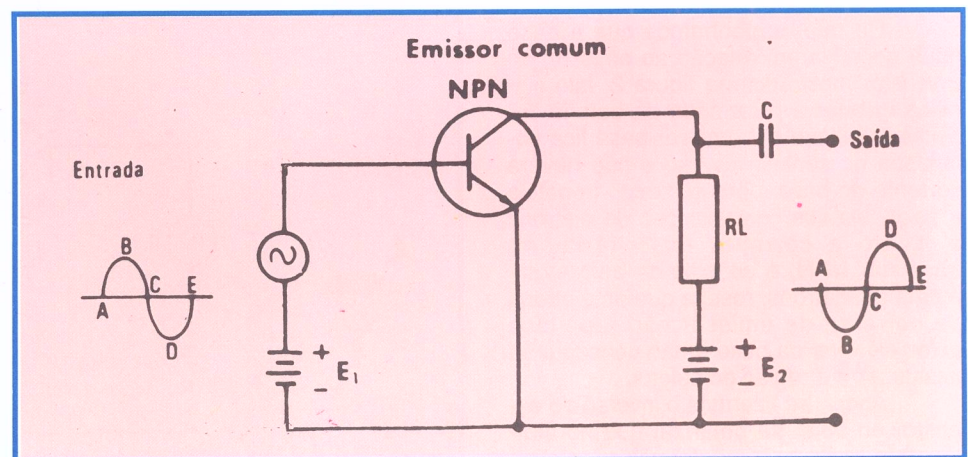 Emissor comum
NPN
C
Saída
Entrada
RL
B
A
C
E
D
D
A
C
E
B
+
-
E₁
+
-
E₂